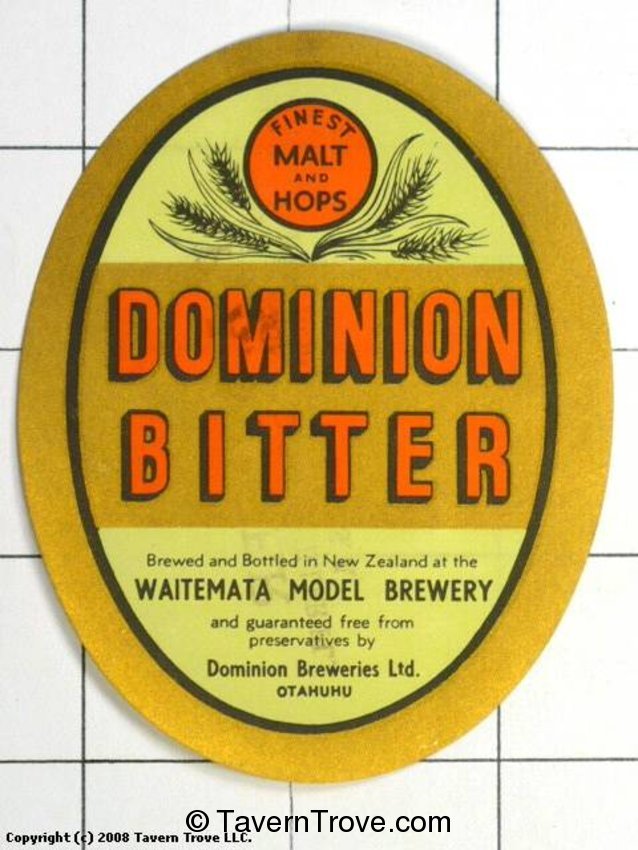 FINEST
MALT
AND
HOPS
DOMINION
BITTER
Brewed and Bottled in New Zealand at the
WAITEMATA MODEL BREWERY
and guaranteed free from
preservatives by
Dominion Breweries Ltd.
OTAHUHU
© TavernTrove.com
Copyright (c) 2008 Tavern Trove LLC.